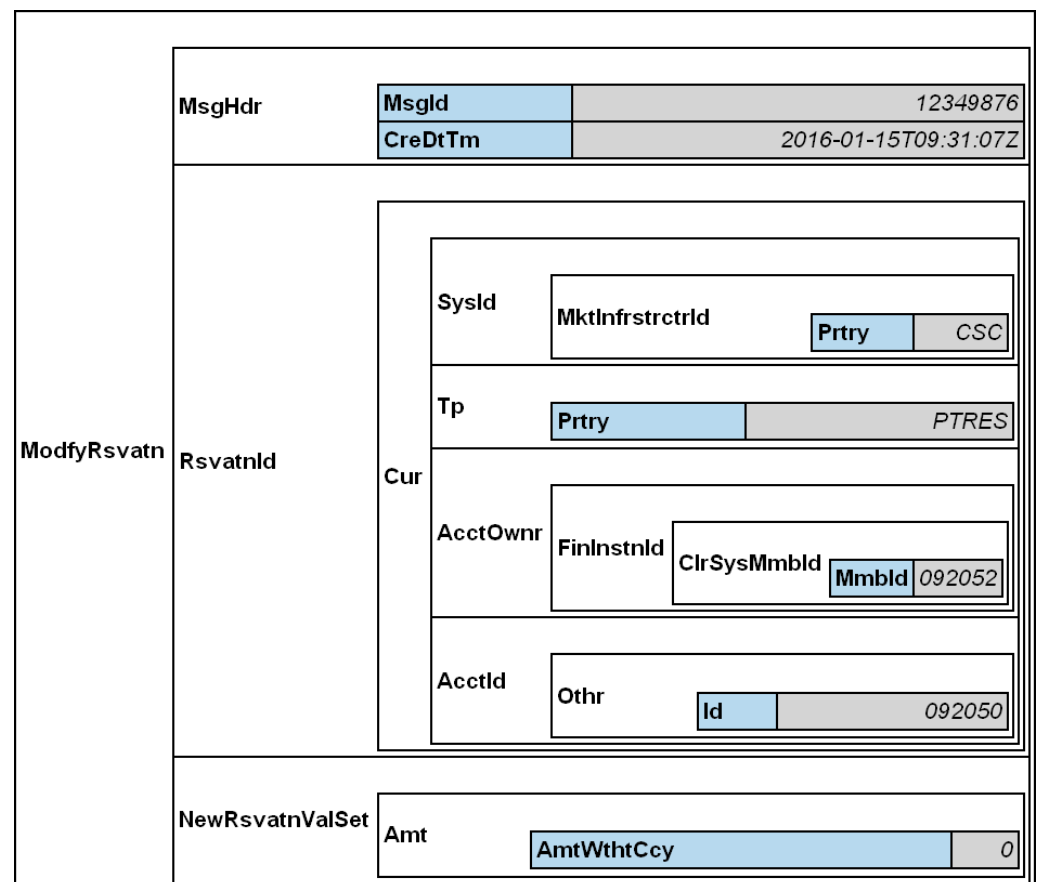 MsgHdr
MsgId 12349876
CreDtTm 2016-01-15T09:31:07Z
SysId
MktInfrstrctrId
Prtry CSC
Tp
Prtry PTRES
ModfyRsvatn
RsvatnId
Cur
AcctOwnr
FinInstnId
ClrSysMmbId
MmbId 092052
AcctId
Othr
Id 092050
NewRsvatnValSet
Amt
AmtWthtCcy 0